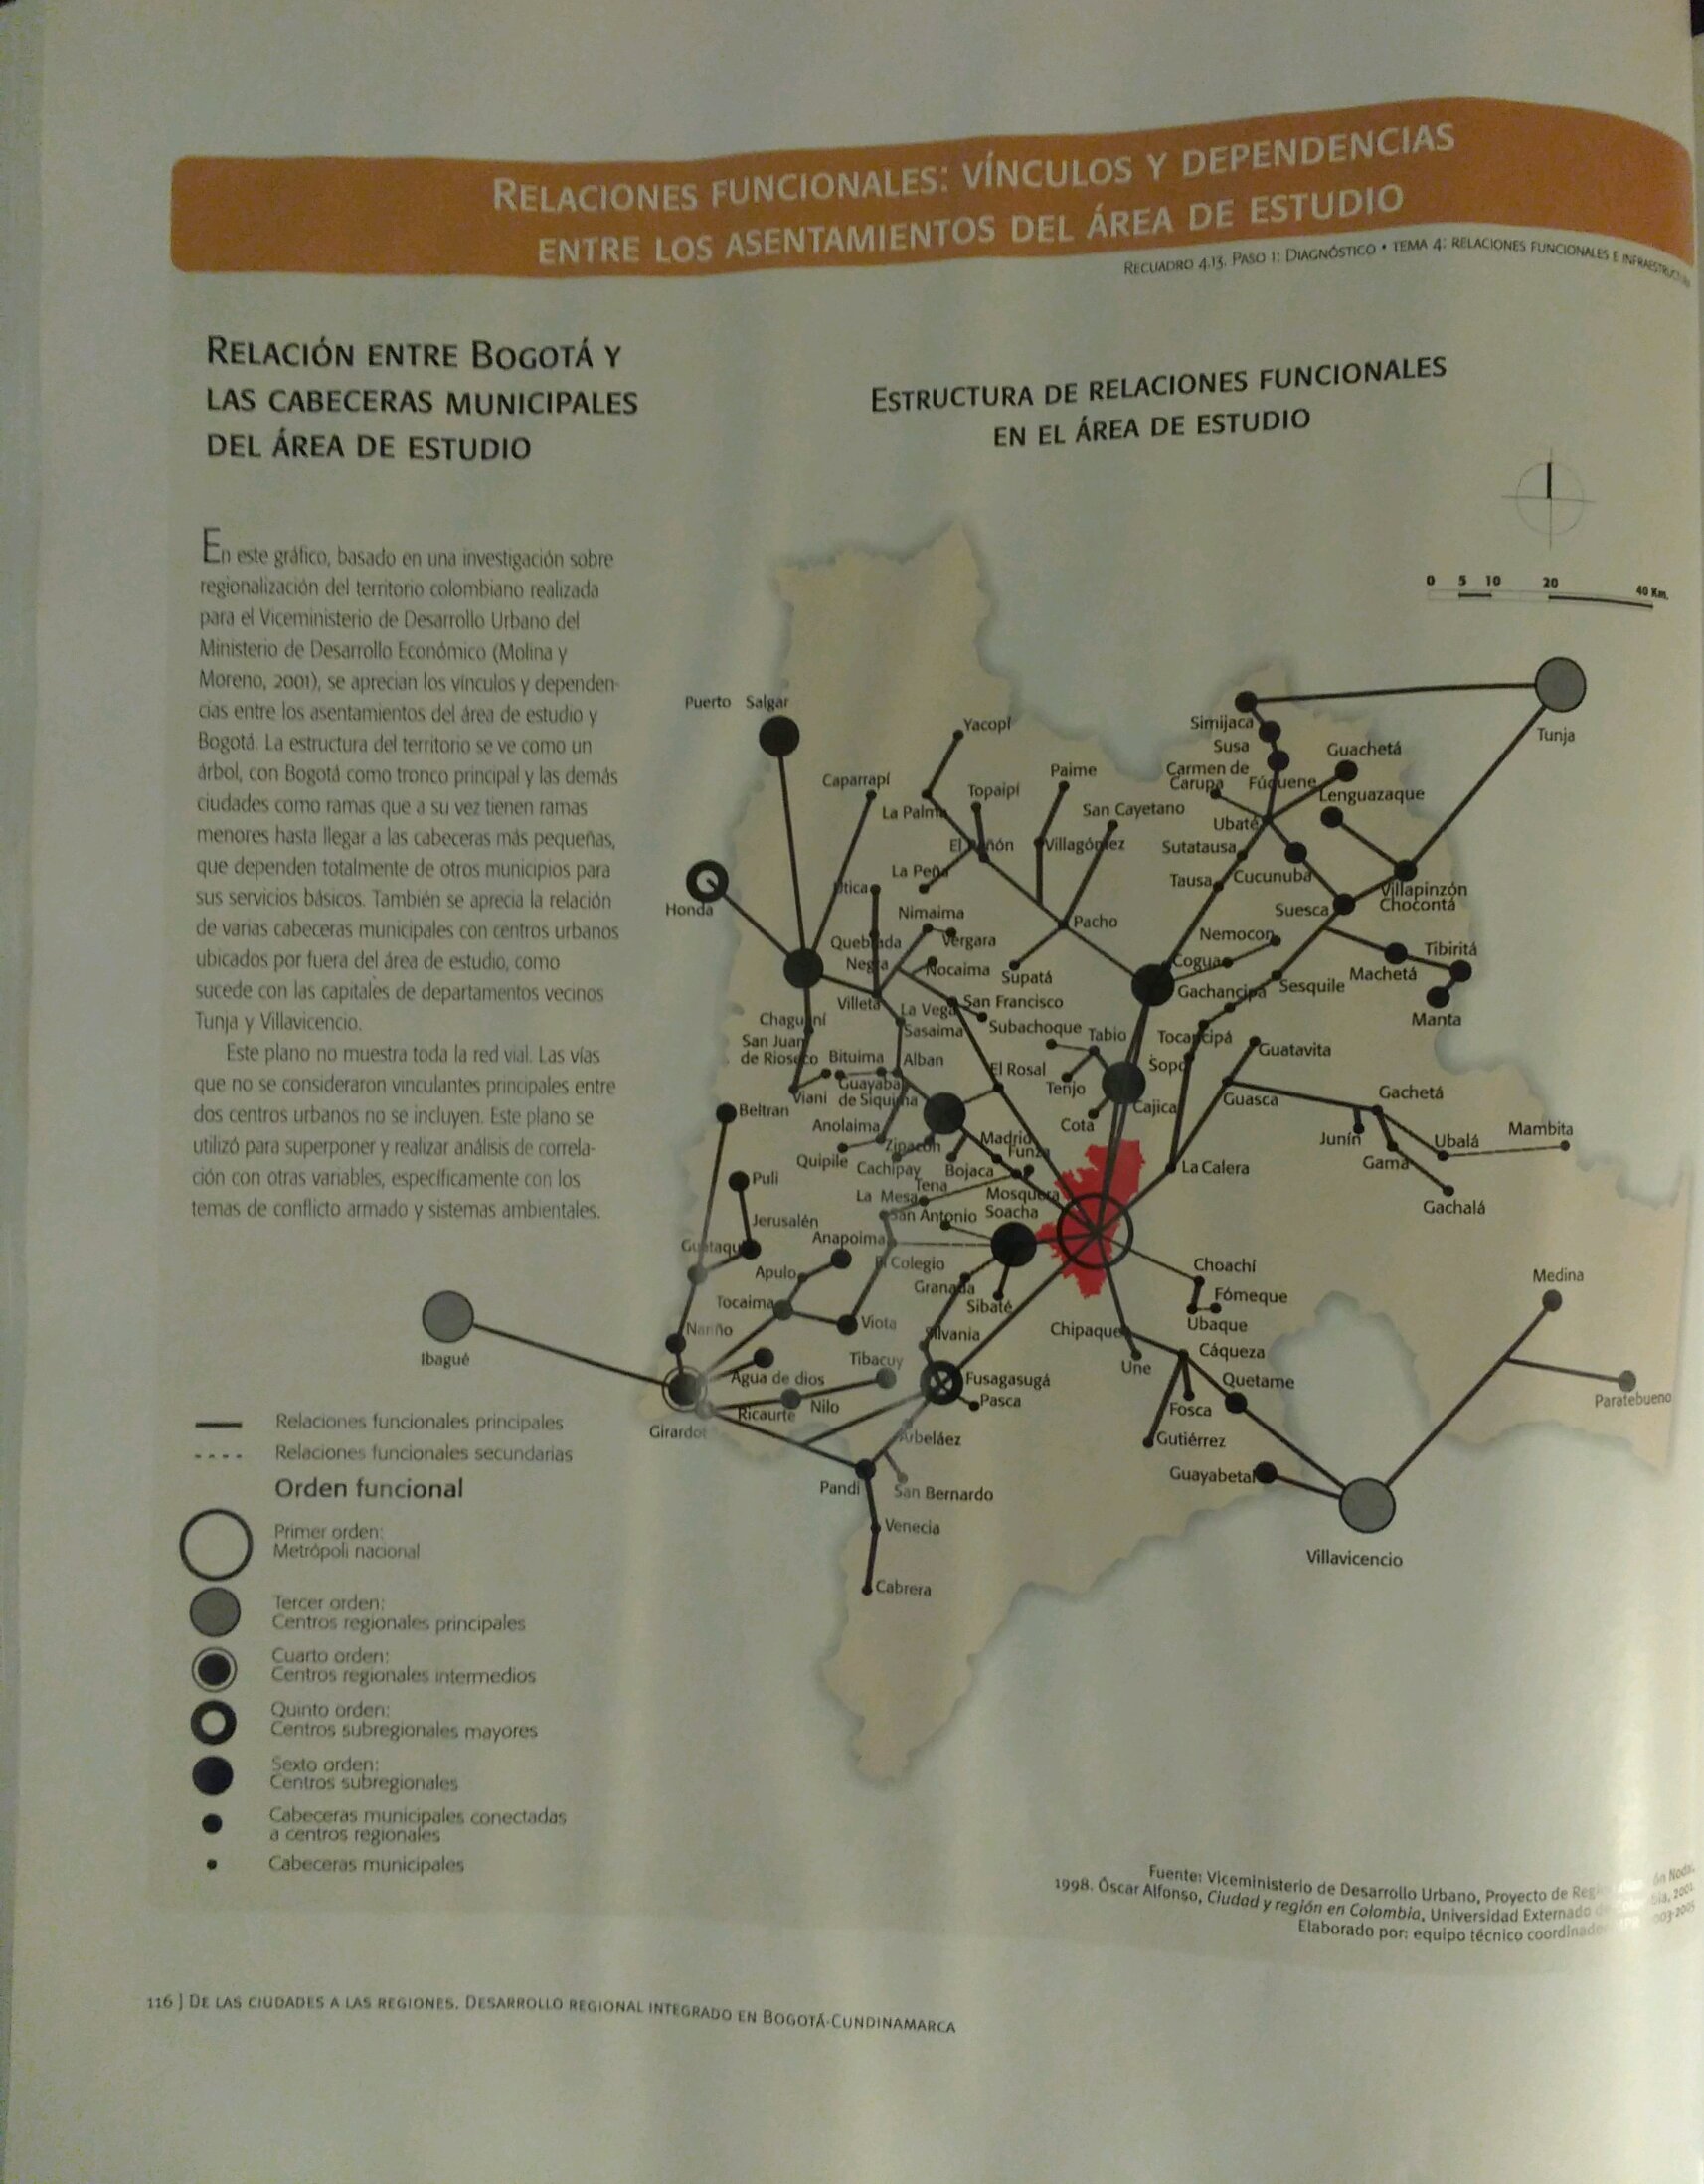 RELACIONES FUNCIONALES: VÍNCULOS Y DEPENDENCIAS
ENTRE LOS ASENTAMIENTOS DEL ÁREA DE ESTUDIO
RECUADRO 4.13. PASO 1: DIAGNÓSTICO • TEMA 4: RELACIONES FUNCIONALES E INFRAESTRUCTU
RELACIÓN ENTRE BOGOTÁ Y
LAS CABECERAS MUNICIPALES
DEL ÁREA DE ESTUDIO
En este gráfico, basado en una investigación sobre
regionalización del territorio colombiano realizada
para el Viceministerio de Desarrollo Urbano del
Ministerio de Desarrollo Económico (Molina y
Moreno, 2001), se aprecian los vínculos y dependen-
cias entre los asentamientos del área de estudio y
Bogotá. La estructura del territorio se ve como un
árbol, con Bogotá como tronco principal y las demás
ciudades como ramas que a su vez tienen ramas
menores hasta llegar a las cabeceras más pequeñas,
que dependen totalmente de otros municipios para
sus servicios básicos. También se aprecia la relación
de varias cabeceras municipales con centros urbanos
ubicados por fuera del área de estudio, como
sucede con las capitales de departamentos vecinos
Tunja y Villavicencio.
Este plano no muestra toda la red vial. Las vías
que no se consideraron vinculantes principales entre
dos centros urbanos no se incluyen. Este plano se
utilizó para superponer y realizar análisis de correla-
ción con otras variables, específicamente con los
temas de conflicto armado y sistemas ambientales.
ESTRUCTURA DE RELACIONES FUNCIONALES
EN EL ÁREA DE ESTUDIO
0 5 10 20 40 Km.
Puerto Salgar
Yacopí
Simijaca
Tunja
Susa
Guachetá
Caparrapí
Paime
Carmen de
Carupa
Fúquene
Topaipí
Lenguazaque
La Palma
San Cayetano
Ubaté
El Peñón
Villagómez
Sutatausa
La Peña
Tausa
Cucunubá
Villapinzón
Útica
Chocontá
Honda
Suesca
Nimaima
Pacho
Nemocon
Quebrada
Negra
Vergara
Tibiritá
Cogua
Nocaima
Supatá
Machetá
Sesquile
Gachancipá
Villeta
La Vega
San Francisco
Manta
Chaguaní
Sasaima
Subachoque
Tabio
Tocancipá
San Juan
de Rioseco
Bituima
Alban
Guatavita
El Rosal
Sopó
Guayabal
de Siquima
Viani
Tenjo
Guasca
Gachetá
Beltran
Cajica
Anolaima
Cota
Junín
Mambita
Zipacón
Madrid
Funza
Ubalá
Quipile
Cachipay
Bojaca
Gama
La Calera
Puli
Tena
Mosquera
La Mesa
Gachalá
Jerusalén
San Antonio
Soacha
Guataqui
Anapoima
El Colegio
Choachí
Apulo
Granada
Medina
Fómeque
Tocaima
Sibaté
Ubaque
Viota
Nariño
Silvania
Chipaque
Ibagué
Cáqueza
Tibacuy
Une
Agua de dios
Fusagasugá
Quetame
Pasca
Paratebueno
Ricaurte
Nilo
Fosca
Girardot
Arbeláez
Gutiérrez
Guayabetal
Pandi
San Bernardo
Venecia
Villavicencio
Cabrera
Relaciones funcionales principales
Relaciones funcionales secundarias
Orden funcional
Primer orden:
Metrópoli nacional
Tercer orden:
Centros regionales principales
Cuarto orden:
Centros regionales intermedios
Quinto orden:
Centros subregionales mayores
Sexto orden:
Centros subregionales
Cabeceras municipales conectadas
a centros regionales
Cabeceras municipales
Fuente: Viceministerio de Desarrollo Urbano, Proyecto de
1998. Óscar Alfonso, Ciudad y región en Colombia, Universidad Externado
Elaborado por: equipo técnico
116 | DE LAS CIUDADES A LAS REGIONES. DESARROLLO REGIONAL INTEGRADO EN BOGOTÁ-CUNDINAMARCA